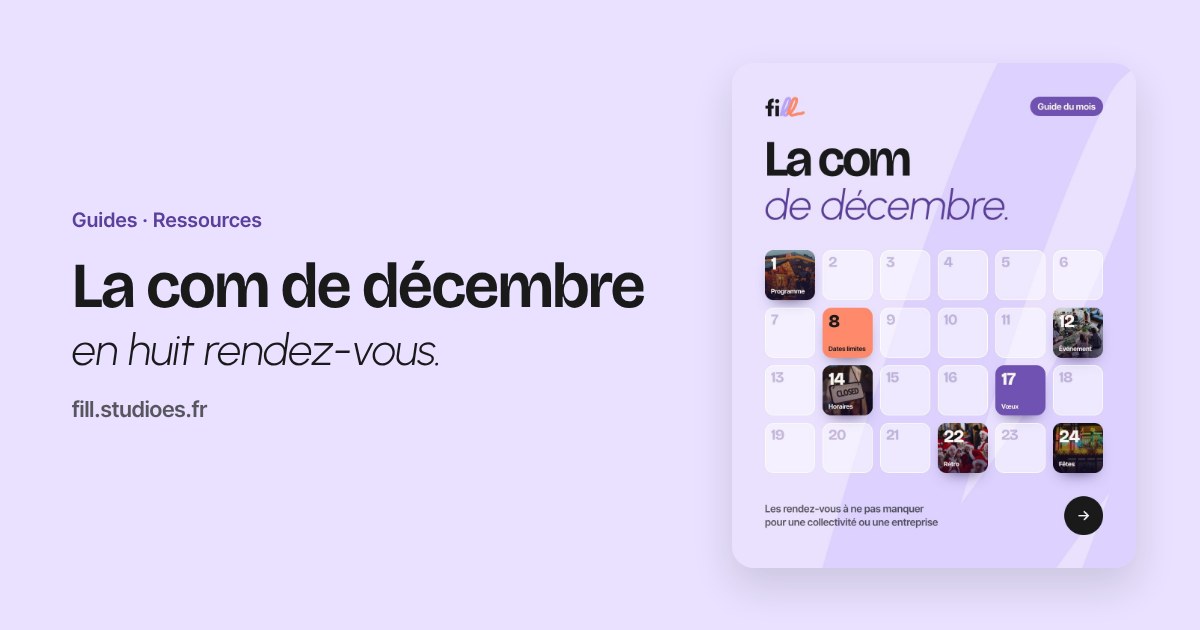 Guides · Ressources
La com de décembre
en huit rendez-vous.
fill.studioes.fr
fill
Guide du mois
La com
de décembre.
1
Programme
2
3
4
5
6
7
8
Dates limites
9
10
11
12
Événement
13
14
CLOSED
Horaires
15
16
17
Vœux
18
19
20
21
22
Rétro
23
24
Fêtes
Les rendez-vous à ne pas manquer
pour une collectivité ou une entreprise